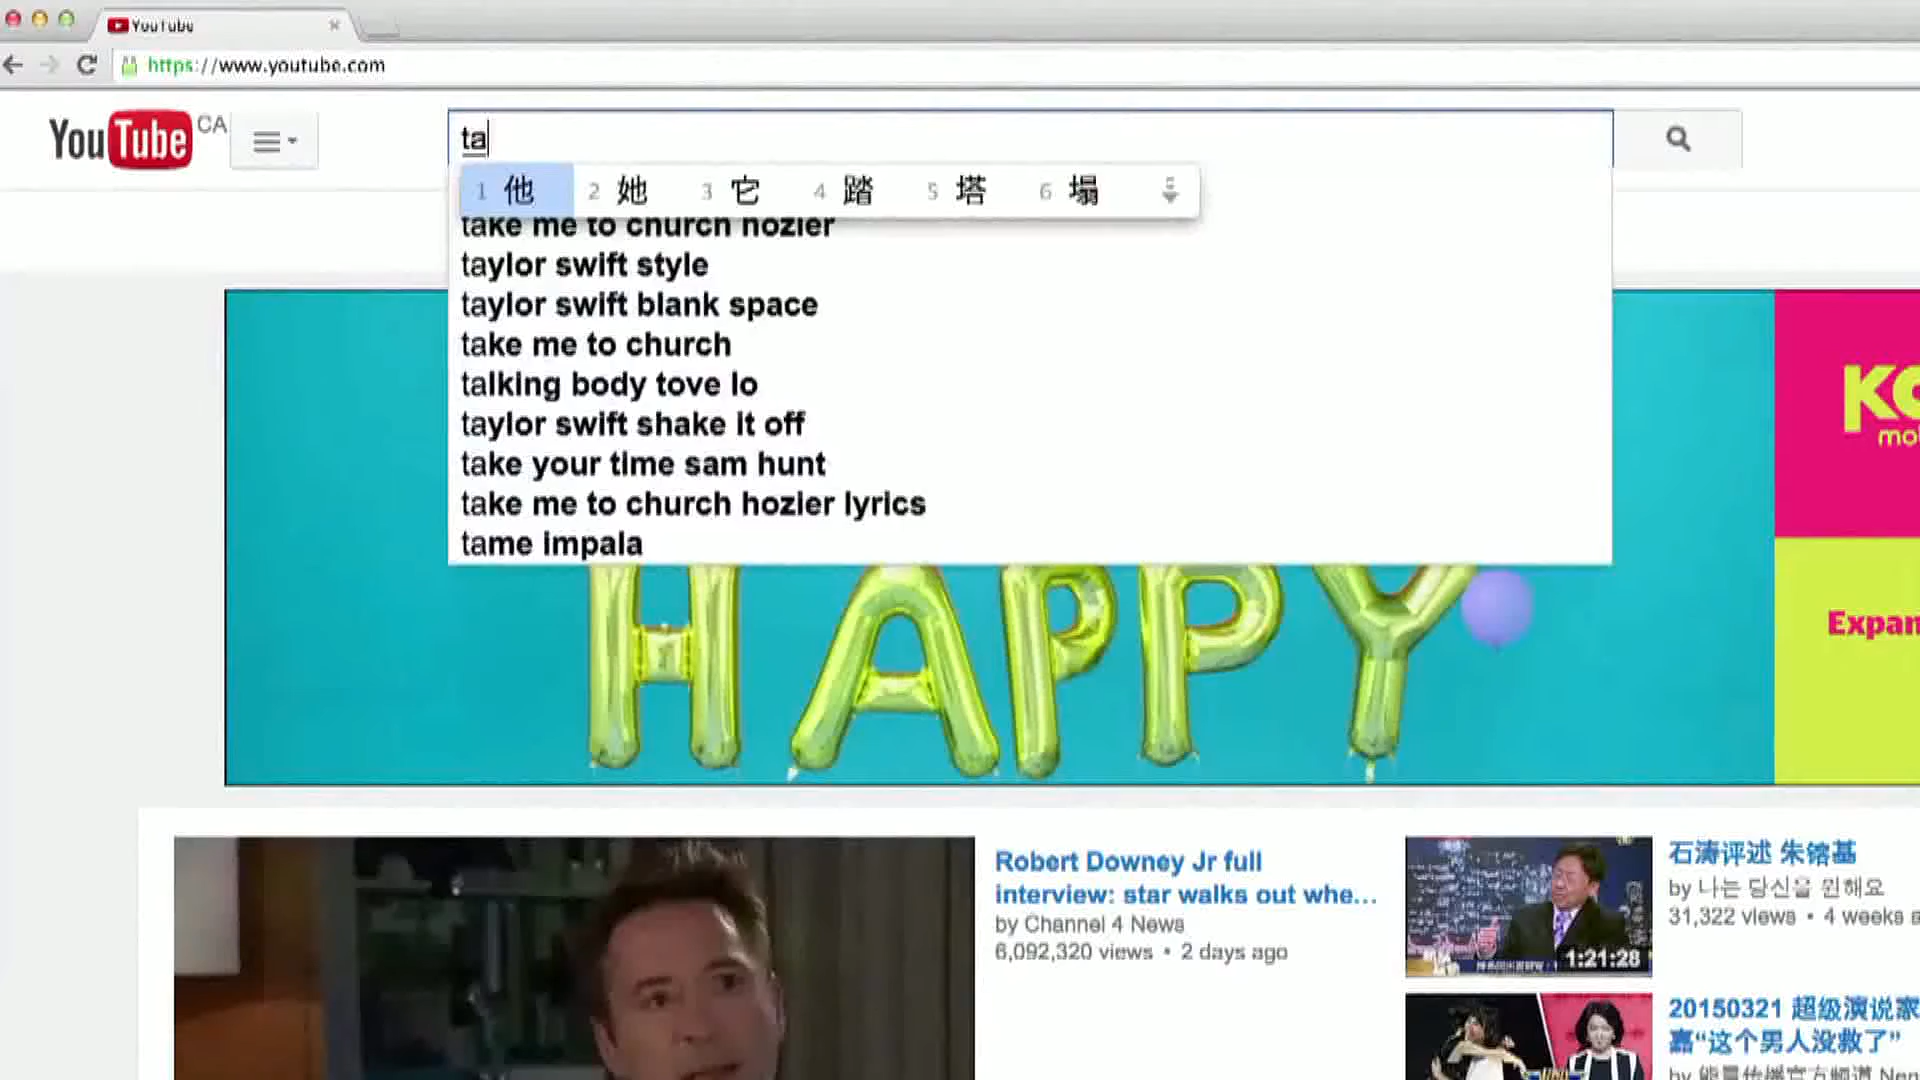 YouTube
https://www.youtube.com
YouTube CA
ta
1 他 2 她 3 它 4 踏 5 塔 6 塌
take me to church hozier
taylor swift style
taylor swift blank space
take me to church
talking body tove lo
taylor swift shake it off
take your time sam hunt
take me to church hozier lyrics
tame impala
HAPPY
Expan
Robert Downey Jr full
interview: star walks out whe...
by Channel 4 News
6,092,320 views • 2 days ago
石涛评述 朱镕基
by 나는 당신을 원해요
31,322 views • 4 weeks
1:21:28
20150321 超级演说家
嘉“这个男人没救了”